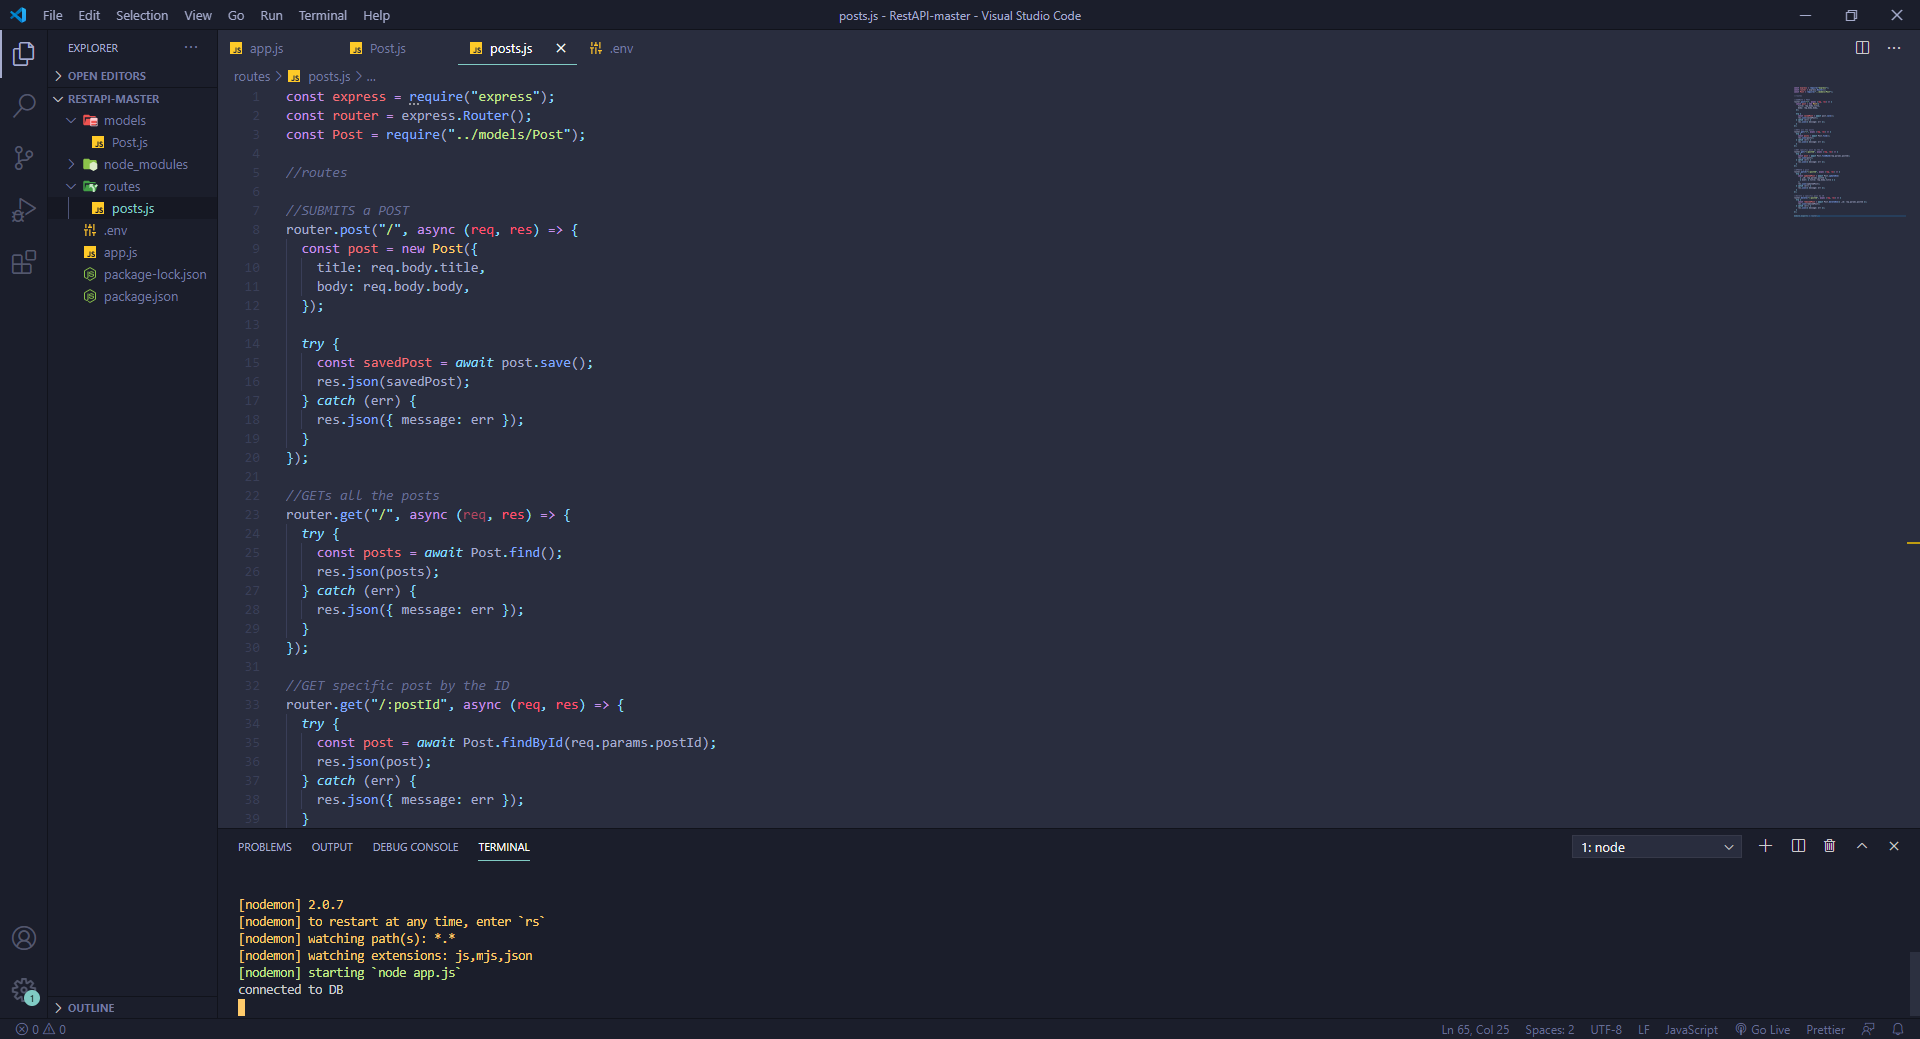 File Edit Selection View Go Run Terminal Help
posts.js - RestAPI-master - Visual Studio Code
EXPLORER
OPEN EDITORS
RESTAPI-MASTER
models
Post.js
node_modules
routes
posts.js
.env
app.js
package-lock.json
package.json
OUTLINE
app.js Post.js posts.js .env
routes > posts.js > ...
1 const express = require("express");
2 const router = express.Router();
3 const Post = require("../models/Post");
4
5 //routes
6
7 //SUBMITS a POST
8 router.post("/", async (req, res) => {
9 const post = new Post({
10 title: req.body.title,
11 body: req.body.body,
12 });
13
14 try {
15 const savedPost = await post.save();
16 res.json(savedPost);
17 } catch (err) {
18 res.json({ message: err });
19 }
20 });
21
22 //GETs all the posts
23 router.get("/", async (req, res) => {
24 try {
25 const posts = await Post.find();
26 res.json(posts);
27 } catch (err) {
28 res.json({ message: err });
29 }
30 });
31
32 //GET specific post by the ID
33 router.get("/:postId", async (req, res) => {
34 try {
35 const post = await Post.findById(req.params.postId);
36 res.json(post);
37 } catch (err) {
38 res.json({ message: err });
39 }
PROBLEMS OUTPUT DEBUG CONSOLE TERMINAL
1: node
[nodemon] 2.0.7
[nodemon] to restart at any time, enter `rs`
[nodemon] watching path(s): *.*
[nodemon] watching extensions: js,mjs,json
[nodemon] starting `node app.js`
connected to DB
1
0 0
Ln 65, Col 25 Spaces: 2 UTF-8 LF JavaScript Go Live Prettier